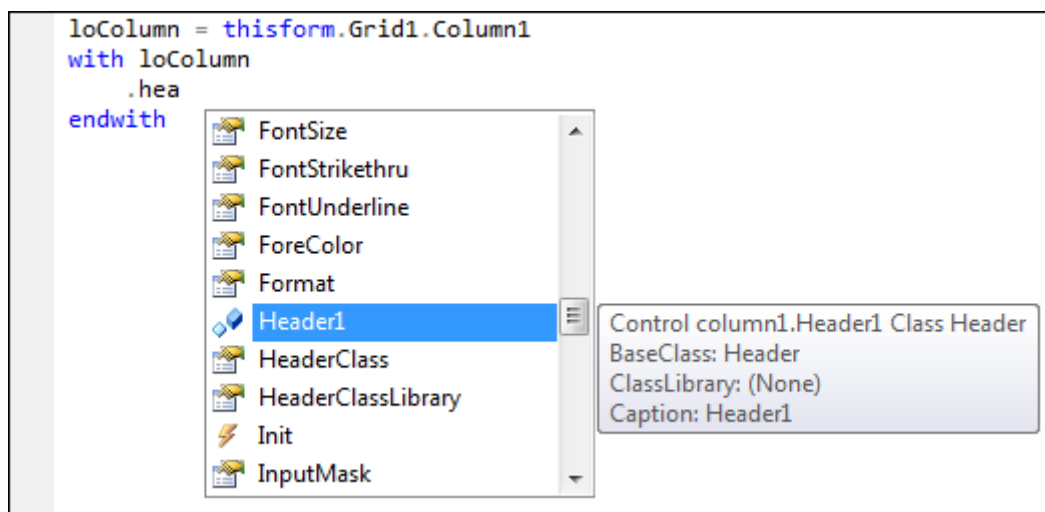 loColumn = thisform.Grid1.Column1
with loColumn
.hea
endwith
FontSize
FontStrikethru
FontUnderline
ForeColor
Format
Header1
HeaderClass
HeaderClassLibrary
Init
InputMask
Control column1.Header1 Class Header
BaseClass: Header
ClassLibrary: (None)
Caption: Header1